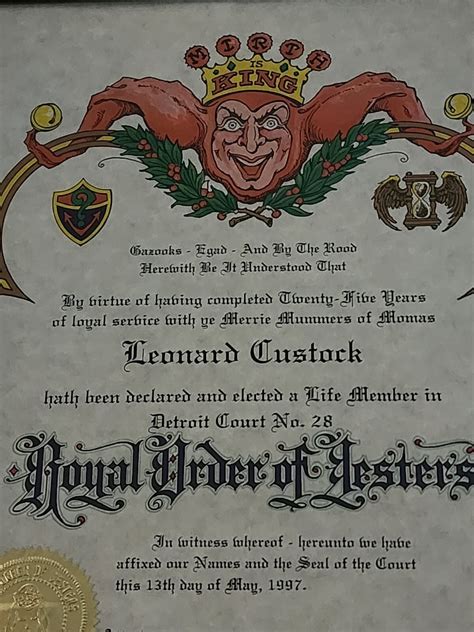 MIRTH
IS
KING
Gazooks - Egad - And By The Rood
Herewith Be It Understood That
By virtue of having completed Twenty-Five Years
of loyal service with ye Merrie Mummers of Momas
Leonard Custock
hath been declared and elected a Life Member in
Detroit Court No. 28
Royal Order of Jesters
In witness whereof - hereunto we have
affixed our Names and the Seal of the Court
this 13th day of May, 1997.